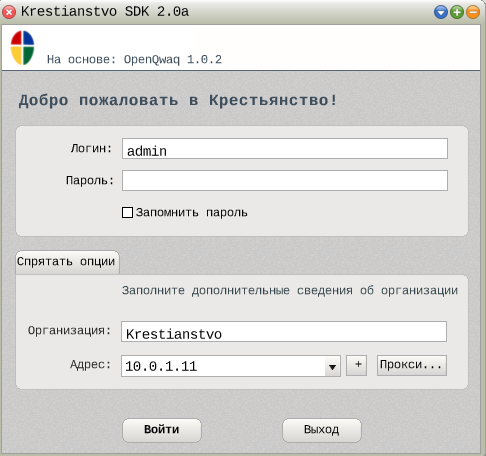 Krestianstvo SDK 2.0a
На основе: OpenQwaq 1.0.2
Добро пожаловать в Крестьянство!
Логин: admin
Пароль:
Запомнить пароль
Спрятать опции
Заполните дополнительные сведения об организации
Организация: Krestianstvo
Адрес: 10.0.1.11 + Прокси...
Войти Выход